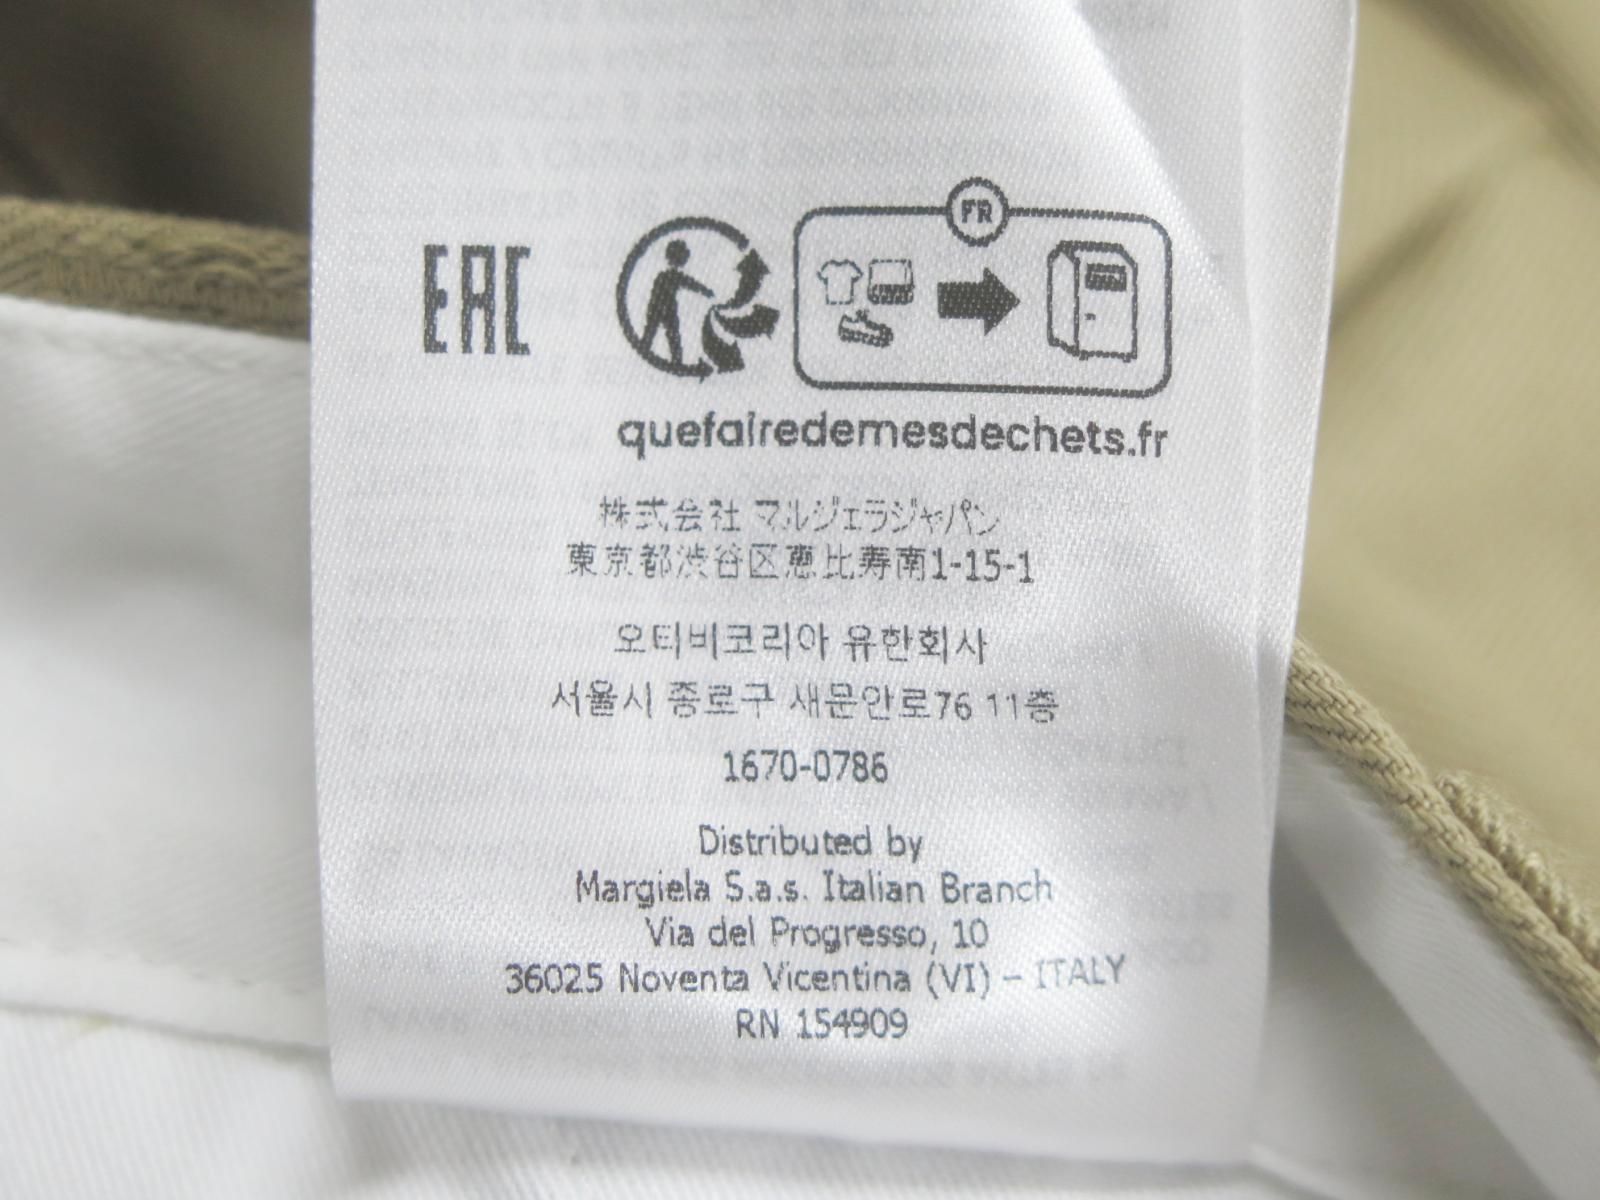 EAC
FR
quefairedemesdechets.fr
株式会社 マルジェラジャパン
東京都渋谷区恵比寿南1-15-1
오티비코리아 유한회사
서울시 종로구 새문안로76 11층
1670-0786
Distributed by
Margiela S.a.s. Italian Branch
Via del Progresso, 10
36025 Noventa Vicentina (VI) – ITALY
RN 154909